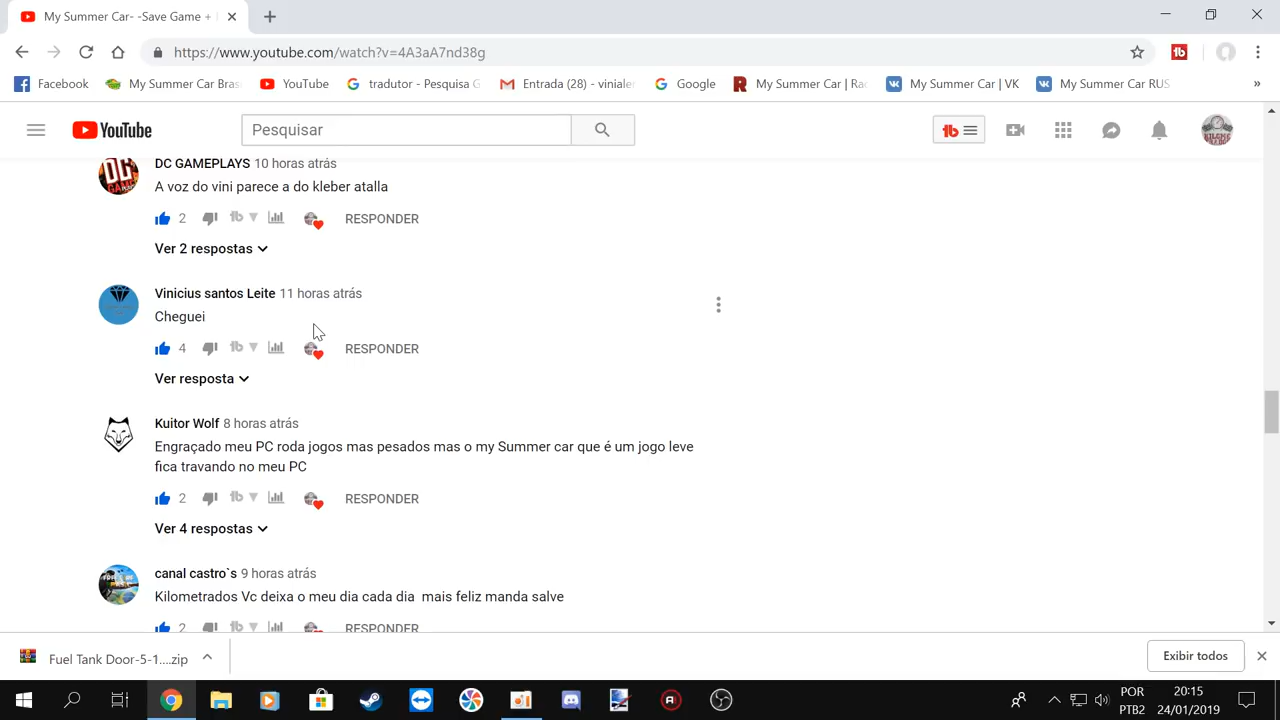 My Summer Car- -Save Game +
https://www.youtube.com/watch?v=4A3aA7nd38g
Facebook My Summer Car Bras YouTube tradutor - Pesquisa G Entrada (28) - vinialer Google My Summer Car | Rac My Summer Car | VK My Summer Car RUS »
YouTube Pesquisar
DC GAMEPLAYS 10 horas atrás
A voz do vini parece a do kleber atalla
2 RESPONDER
Ver 2 respostas
Vinicius santos Leite 11 horas atrás
Cheguei
4 RESPONDER
Ver resposta
Kuitor Wolf 8 horas atrás
Engraçado meu PC roda jogos mas pesados mas o my Summer car que é um jogo leve
fica travando no meu PC
2 RESPONDER
Ver 4 respostas
canal castro`s 9 horas atrás
Kilometrados Vc deixa o meu dia cada dia mais feliz manda salve
2 RESPONDER
Fuel Tank Door-5-1....zip Exibir todos
POR 20:15
PTB2 24/01/2019